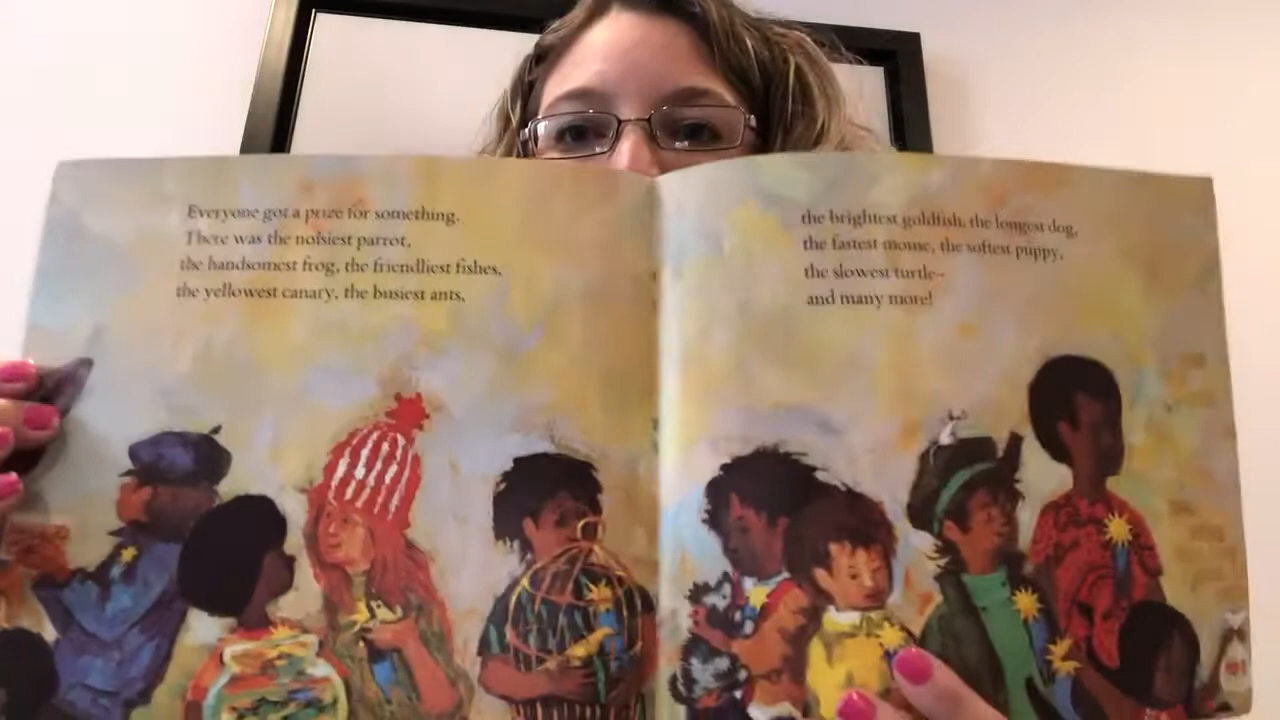 Everyone got a prize for something.
There was the noisiest parrot,
the handsomest frog, the friendliest fishes,
the yellowest canary, the busiest ants,
the brightest goldfish, the longest dog,
the fastest mouse, the softest puppy,
the slowest turtle--
and many more!